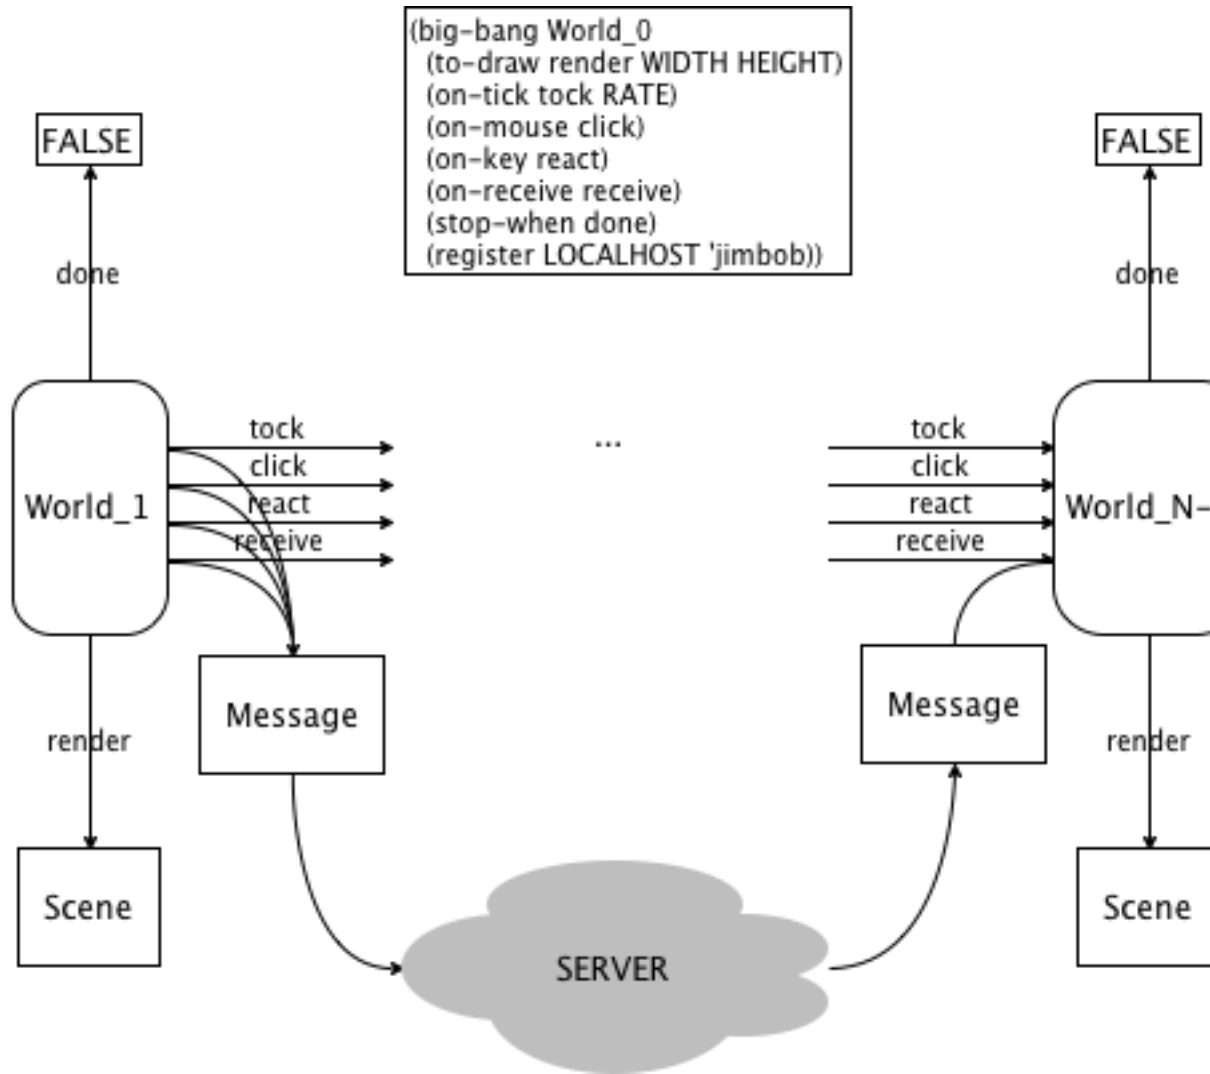 (big-bang World_0
(to-draw render WIDTH HEIGHT)
(on-tick tock RATE)
(on-mouse click)
(on-key react)
(on-receive receive)
(stop-when done)
(register LOCALHOST 'jimbob))
FALSE
FALSE
done
done
tock
...
tock
click
click
World_1
react
react
World_N-
receive
receive
Message
Message
render
render
Scene
Scene
SERVER